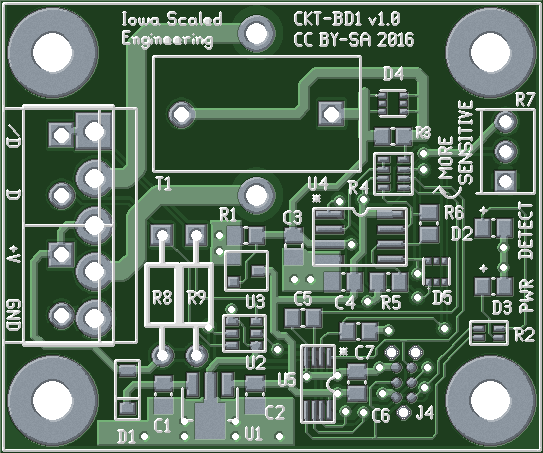 Iowa Scaled
Engineering
CKT-BD1 v1.0
CC BY-SA 2016
D4
R7
R8
MORE
SENSITIVE
/D
D
+V
GND
T1
U4
R4
*
R6
D2
+
DETECT
R1
C3
R8
R9
U3
C5
C4
R5
D5
+
D3
PWR
R2
U2
*
C7
U5
C6
J4
D1
C1
U1
C2